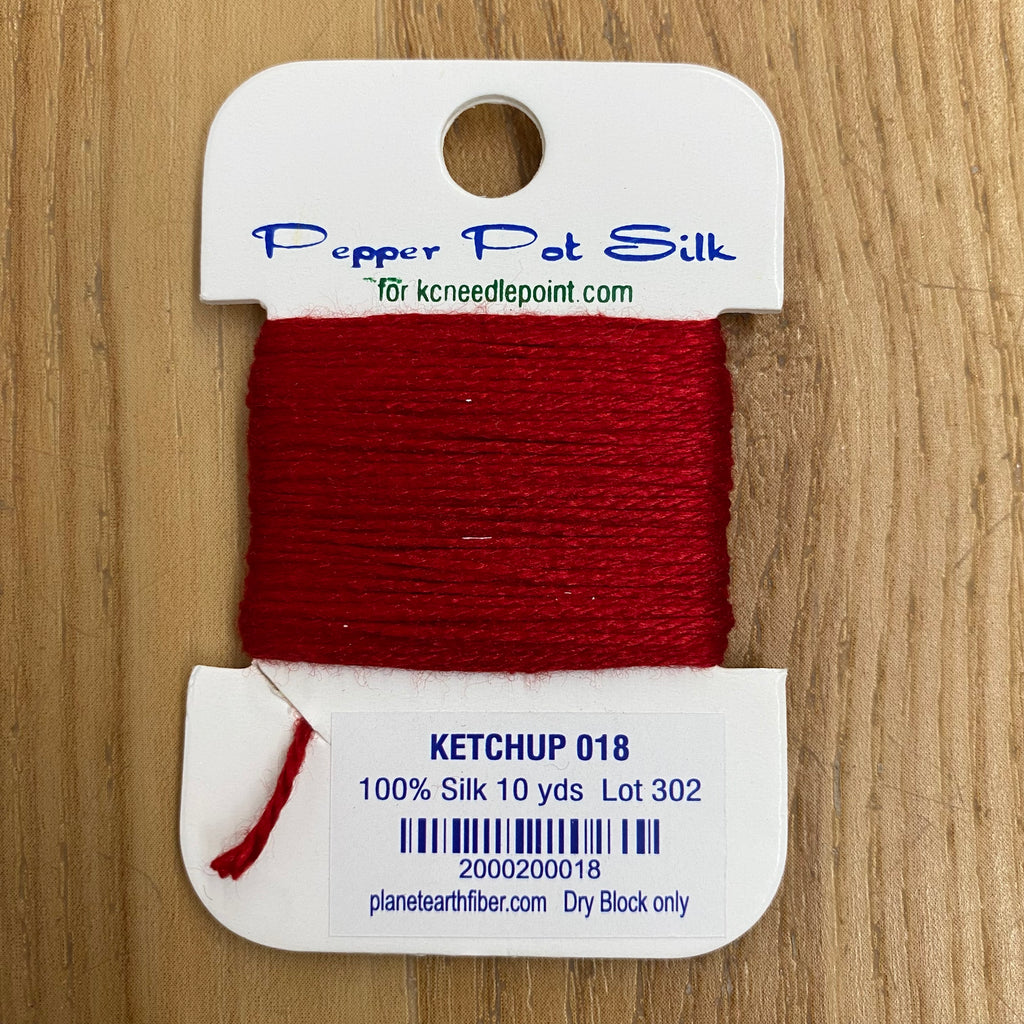 Pepper Pot Silk
for kcneedlepoint.com
KETCHUP 018
100% Silk 10 yds Lot 302
2000200018
planetearthfiber.com Dry Block only